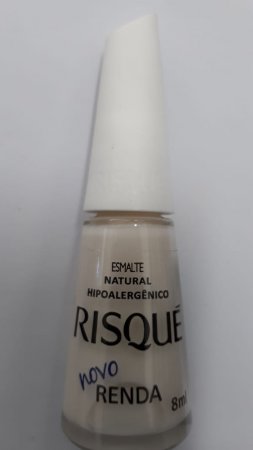 ESMALTE
NATURAL
HIPOALERGÊNICO
RISQUÉ
novo
RENDA
8ml